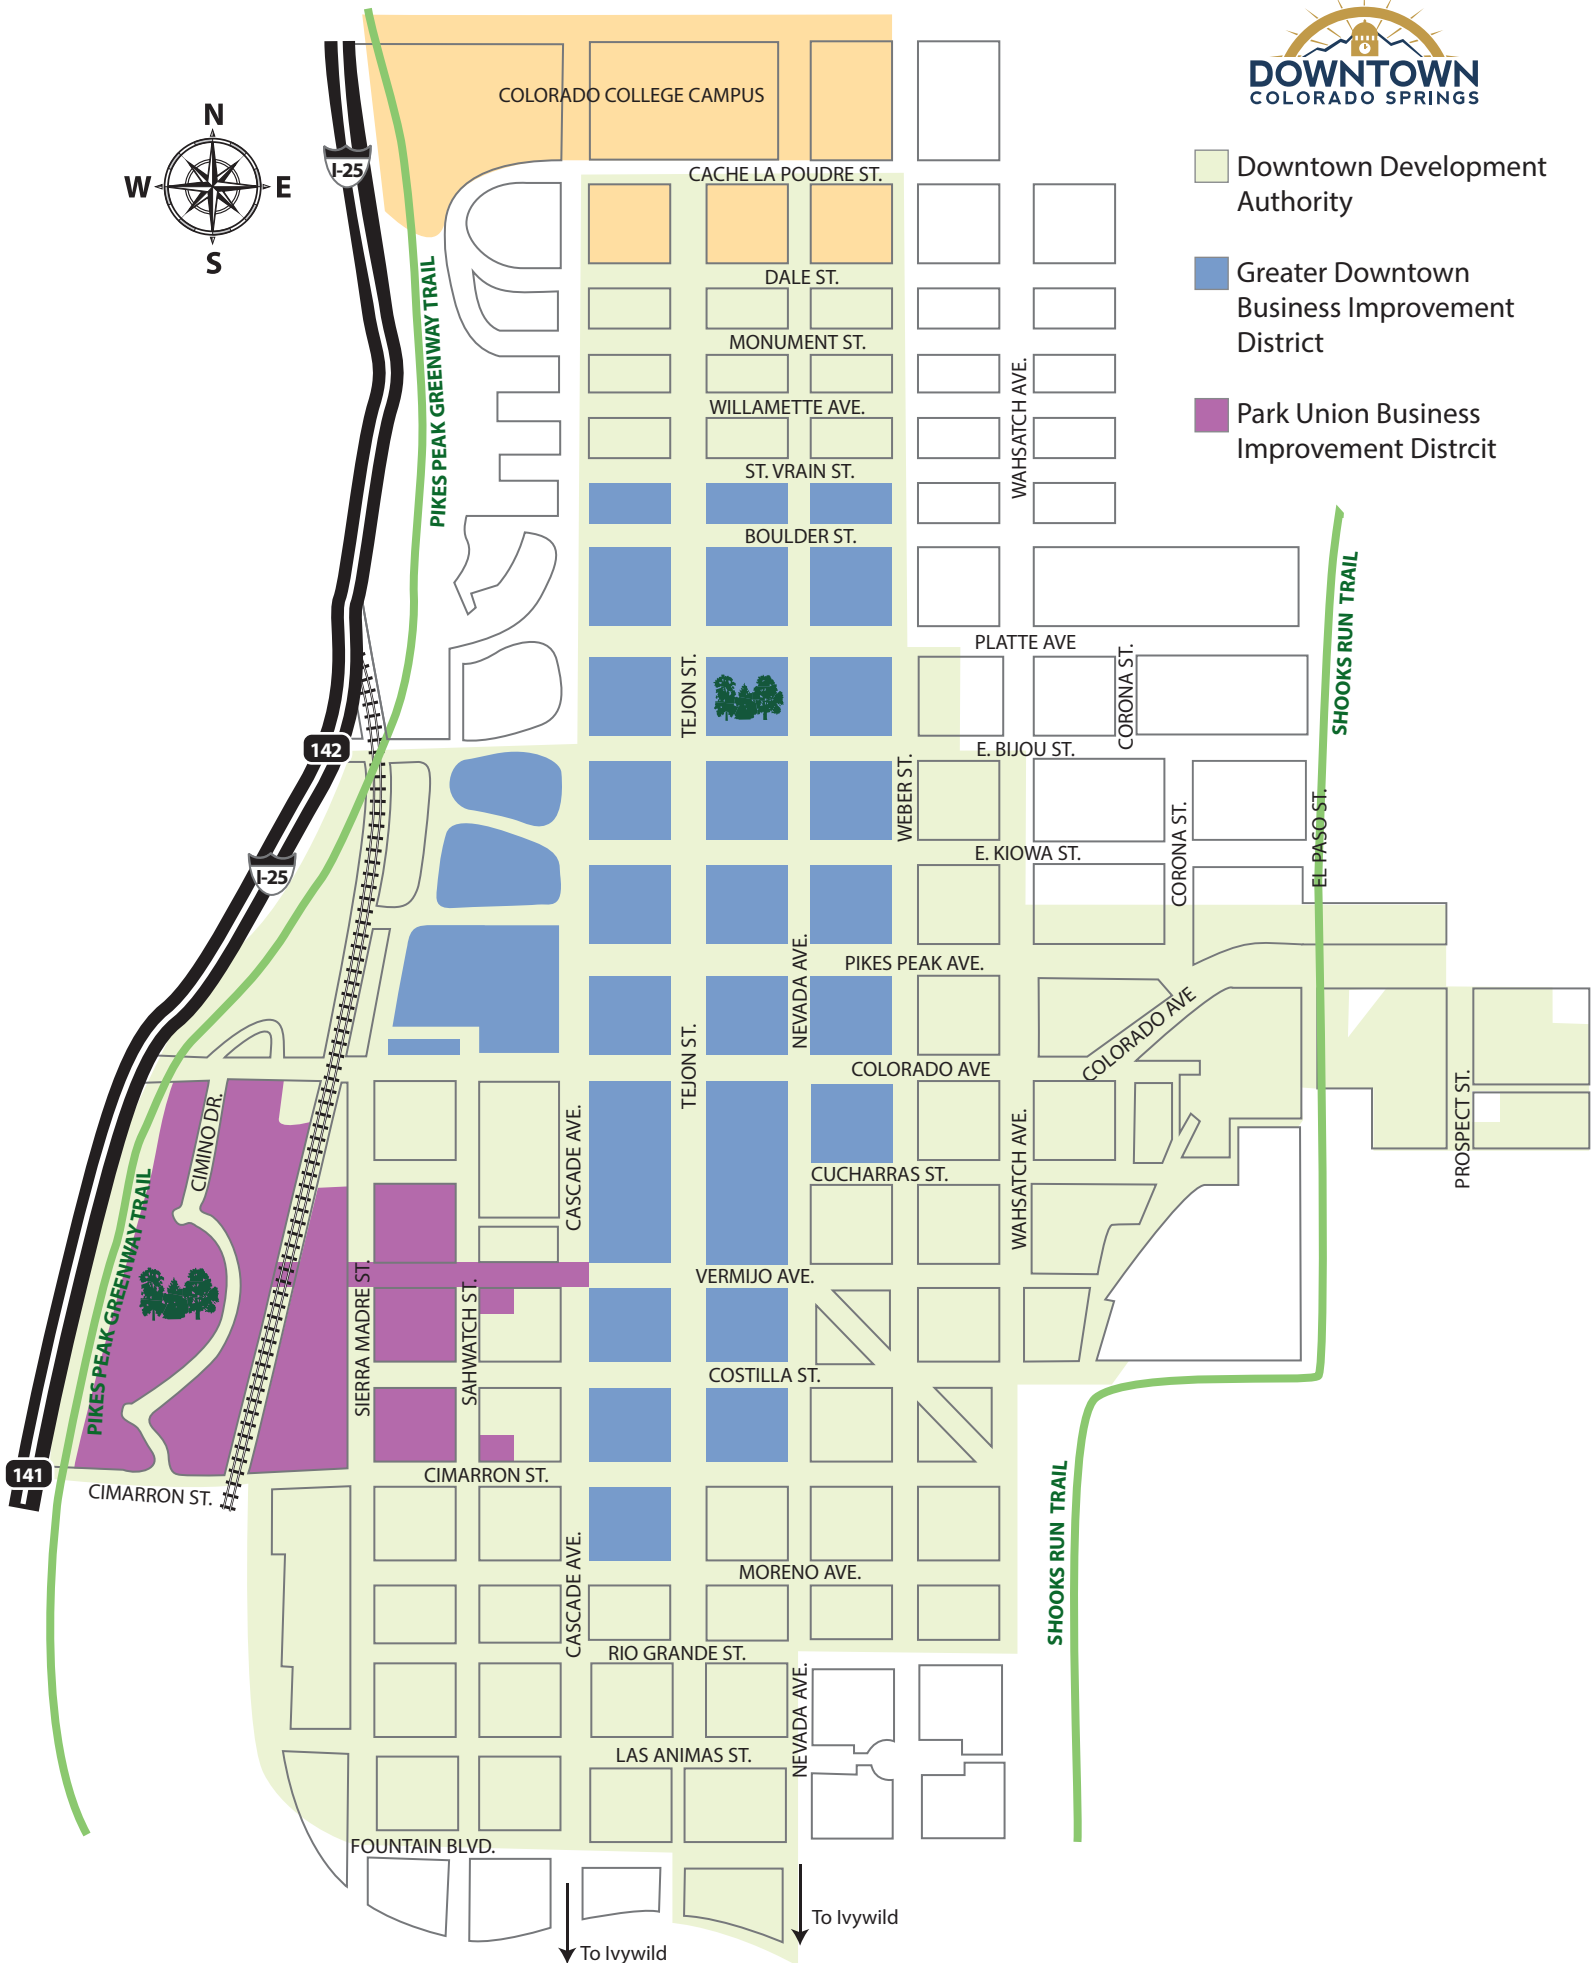 DOWNTOWN
COLORADO SPRINGS
Downtown Development
Authority
Greater Downtown
Business Improvement
District
Park Union Business
Improvement Distrcit
N
W
E
S
I-25
COLORADO COLLEGE CAMPUS
CACHE LA POUDRE ST.
DALE ST.
PIKES PEAK GREENWAY TRAIL
MONUMENT ST.
WAHSATCH AVE.
WILLAMETTE AVE.
ST. VRAIN ST.
BOULDER ST.
SHOOKS RUN TRAIL
PLATTE AVE
TEJON ST.
CORONA ST.
142
E. BIJOU ST.
WEBER ST.
E. KIOWA ST.
CORONA ST.
EL PASO ST.
I-25
NEVADA AVE.
PIKES PEAK AVE.
COLORADO AVE
TEJON ST.
COLORADO AVE
CIMINO DR.
CASCADE AVE.
WAHSATCH AVE.
PROSPECT ST.
CUCHARRAS ST.
PIKES PEAK GREENWAY TRAIL
VERMIJO AVE.
SIERRA MADRE ST.
SAHWATCH ST.
COSTILLA ST.
141
CIMARRON ST.
CIMARRON ST.
CASCADE AVE.
MORENO AVE.
SHOOKS RUN TRAIL
RIO GRANDE ST.
NEVADA AVE.
LAS ANIMAS ST.
FOUNTAIN BLVD.
To Ivywild
To Ivywild